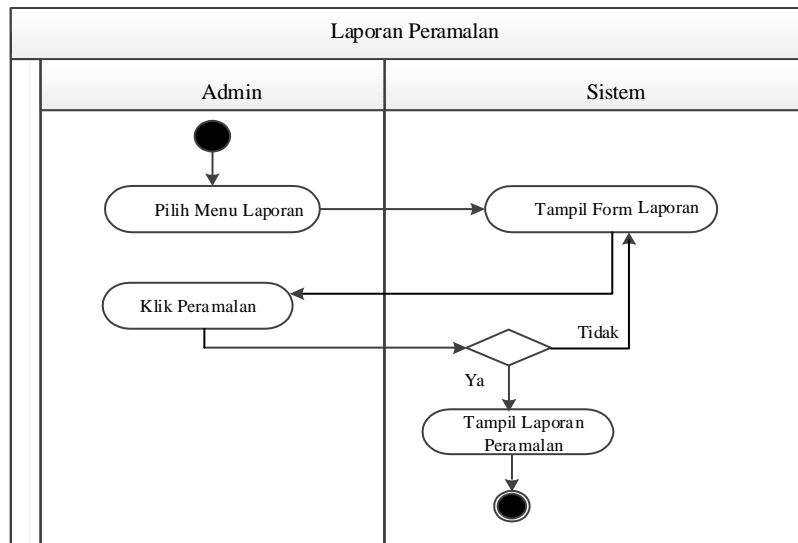 Laporan Peramalan
Admin
Sistem
Pilih Menu Laporan
Tampil Form Laporan
Klik Peramalan
Tidak
Ya
Tampil Laporan
Peramalan